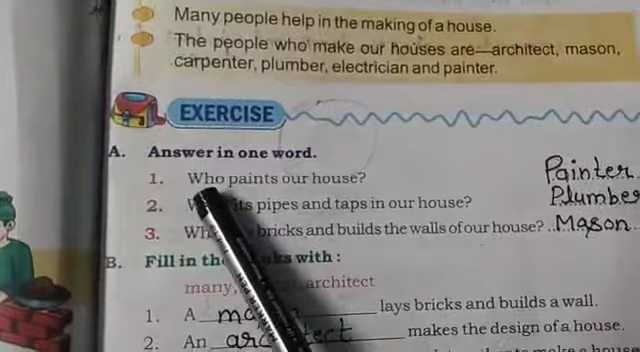 Many people help in the making of a house.
The people who make our houses are—architect, mason,
carpenter, plumber, electrician and painter.
EXERCISE
A. Answer in one word.
1. Who paints our house? Painter
2. pipes and taps in our house? Plumber
3. bricks and builds the walls of our house? .. Mason
B. Fill in with :
many, architect
1. A lays bricks and builds a wall.
2. An makes the design of a house.